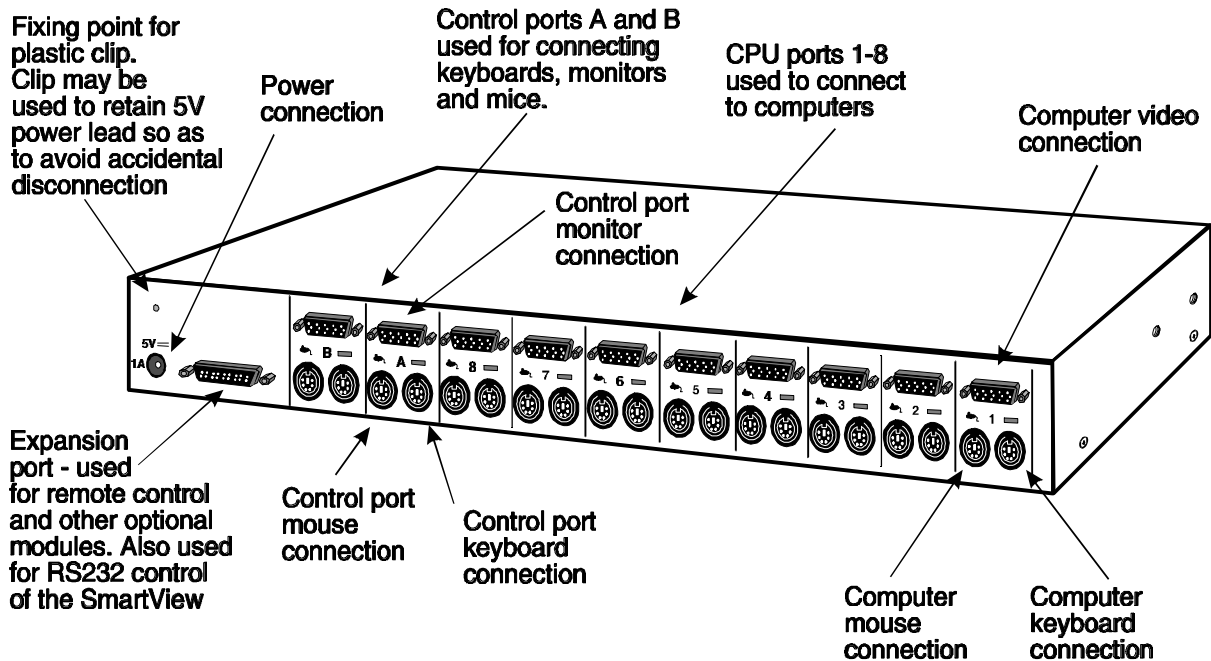 Fixing point for
plastic clip.
Clip may be
used to retain 5V
power lead so as
to avoid accidental
disconnection
Power
connection
Control ports A and B
used for connecting
keyboards, monitors
and mice.
CPU ports 1-8
used to connect
to computers
Computer video
connection
Control port
monitor
connection
5V
1A
B
A
8
7
6
5
4
3
2
1
Expansion
port - used
for remote control
and other optional
modules. Also used
for RS232 control
of the SmartView
Control port
mouse
connection
Control port
keyboard
connection
Computer
mouse
connection
Computer
keyboard
connection